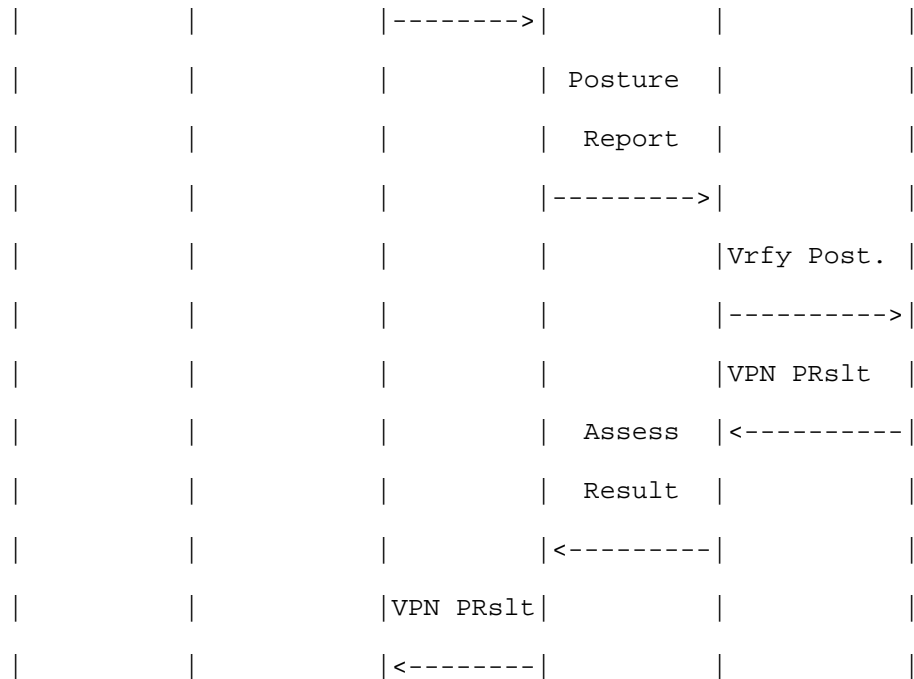 |         |          |--------->|          |          |
|         |          |          | Posture  |          |
|         |          |          |  Report  |          |
|         |          |          |--------->|          |
|         |          |          |          |Vrfy Post. |
|         |          |          |          |---------->|
|         |          |          |          |VPN PRslt  |
|         |          |          |  Assess  |<----------|
|         |          |          |  Result  |          |
|         |          |          |<---------|          |
|         |          |VPN PRslt|          |          |
|         |          |<--------|          |          |